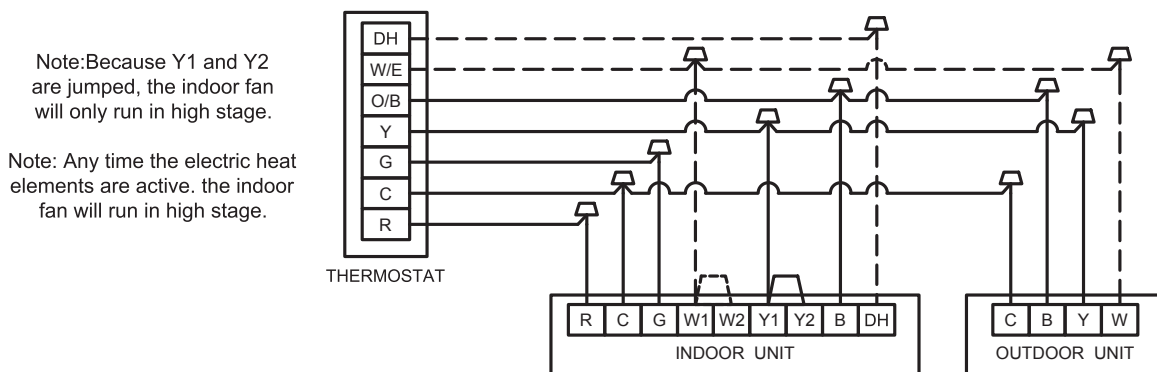 Note:Because Y1 and Y2
are jumped, the indoor fan
will only run in high stage.
Note: Any time the electric heat
elements are active. the indoor
fan will run in high stage.
DH
W/E
O/B
Y
G
C
R
THERMOSTAT
R C G W1 W2 Y1 Y2 B DH
INDOOR UNIT
C B Y W
OUTDOOR UNIT